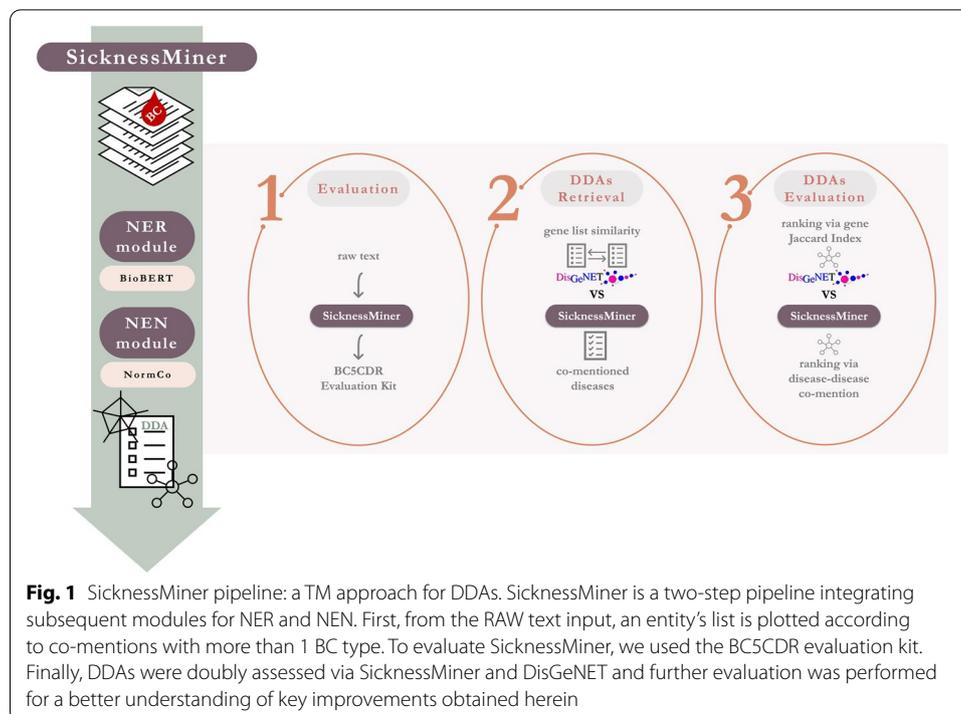 SicknessMiner
BC
NER
module
BioBERT
NEN
module
NormCo
DDA
1
Evaluation
raw text
SicknessMiner
BC5CDR
Evaluation Kit
2
DDAs
Retrieval
gene list similarity
DisGeNET
VS
SicknessMiner
co-mentioned
diseases
3
DDAs
Evaluation
ranking via gene
Jaccard Index
DisGeNET
VS
SicknessMiner
ranking via
disease-disease
co-mention
Fig. 1 SicknessMiner pipeline: a TM approach for DDAs. SicknessMiner is a two-step pipeline integrating
subsequent modules for NER and NEN. First, from the RAW text input, an entity's list is plotted according
to co-mentions with more than 1 BC type. To evaluate SicknessMiner, we used the BC5CDR evaluation kit.
Finally, DDAs were doubly assessed via SicknessMiner and DisGeNET and further evaluation was performed
for a better understanding of key improvements obtained herein